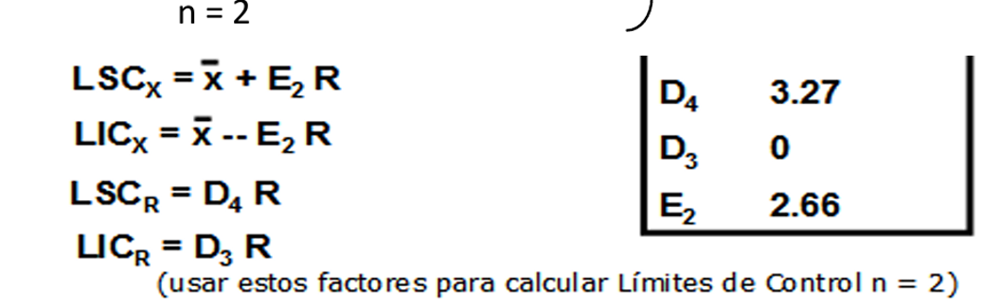 n = 2
LSCX = x̄ + E2 R
LICX = x̄ -- E2 R
LSCR = D4 R
LICR = D3 R
D4 3.27
D3 0
E2 2.66
(usar estos factores para calcular Límites de Control n = 2)